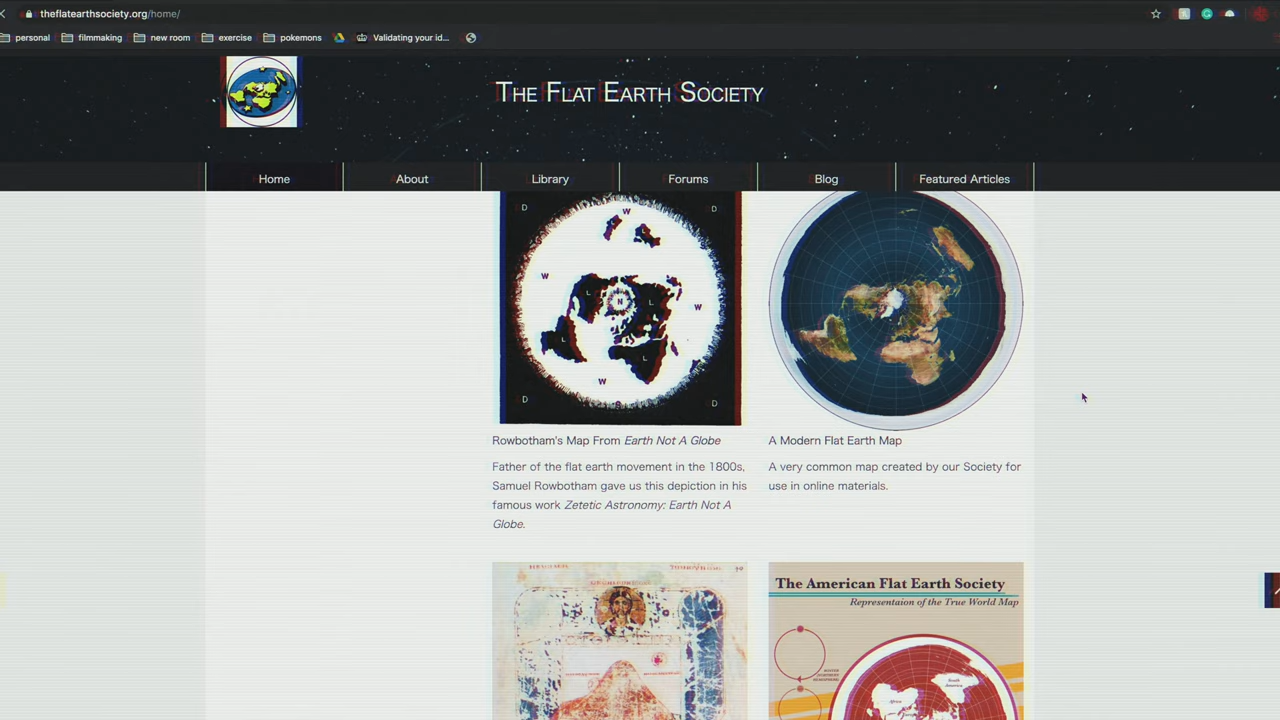 theflatearthsociety.org/home/
personal
filmmaking
new room
exercise
pokemons
Validating your id...
THE FLAT EARTH SOCIETY
Home
About
Library
Forums
Blog
Featured Articles
D
W
D
W
L
N
L
W
L
L
W
D
D
Rowbotham's Map From Earth Not A Globe
Father of the flat earth movement in the 1800s,
Samuel Rowbotham gave us this depiction in his
famous work Zetetic Astronomy: Earth Not A
Globe.
A Modern Flat Earth Map
A very common map created by our Society for
use in online materials.
The American Flat Earth Society
Representaion of the True World Map
South
America
Africa